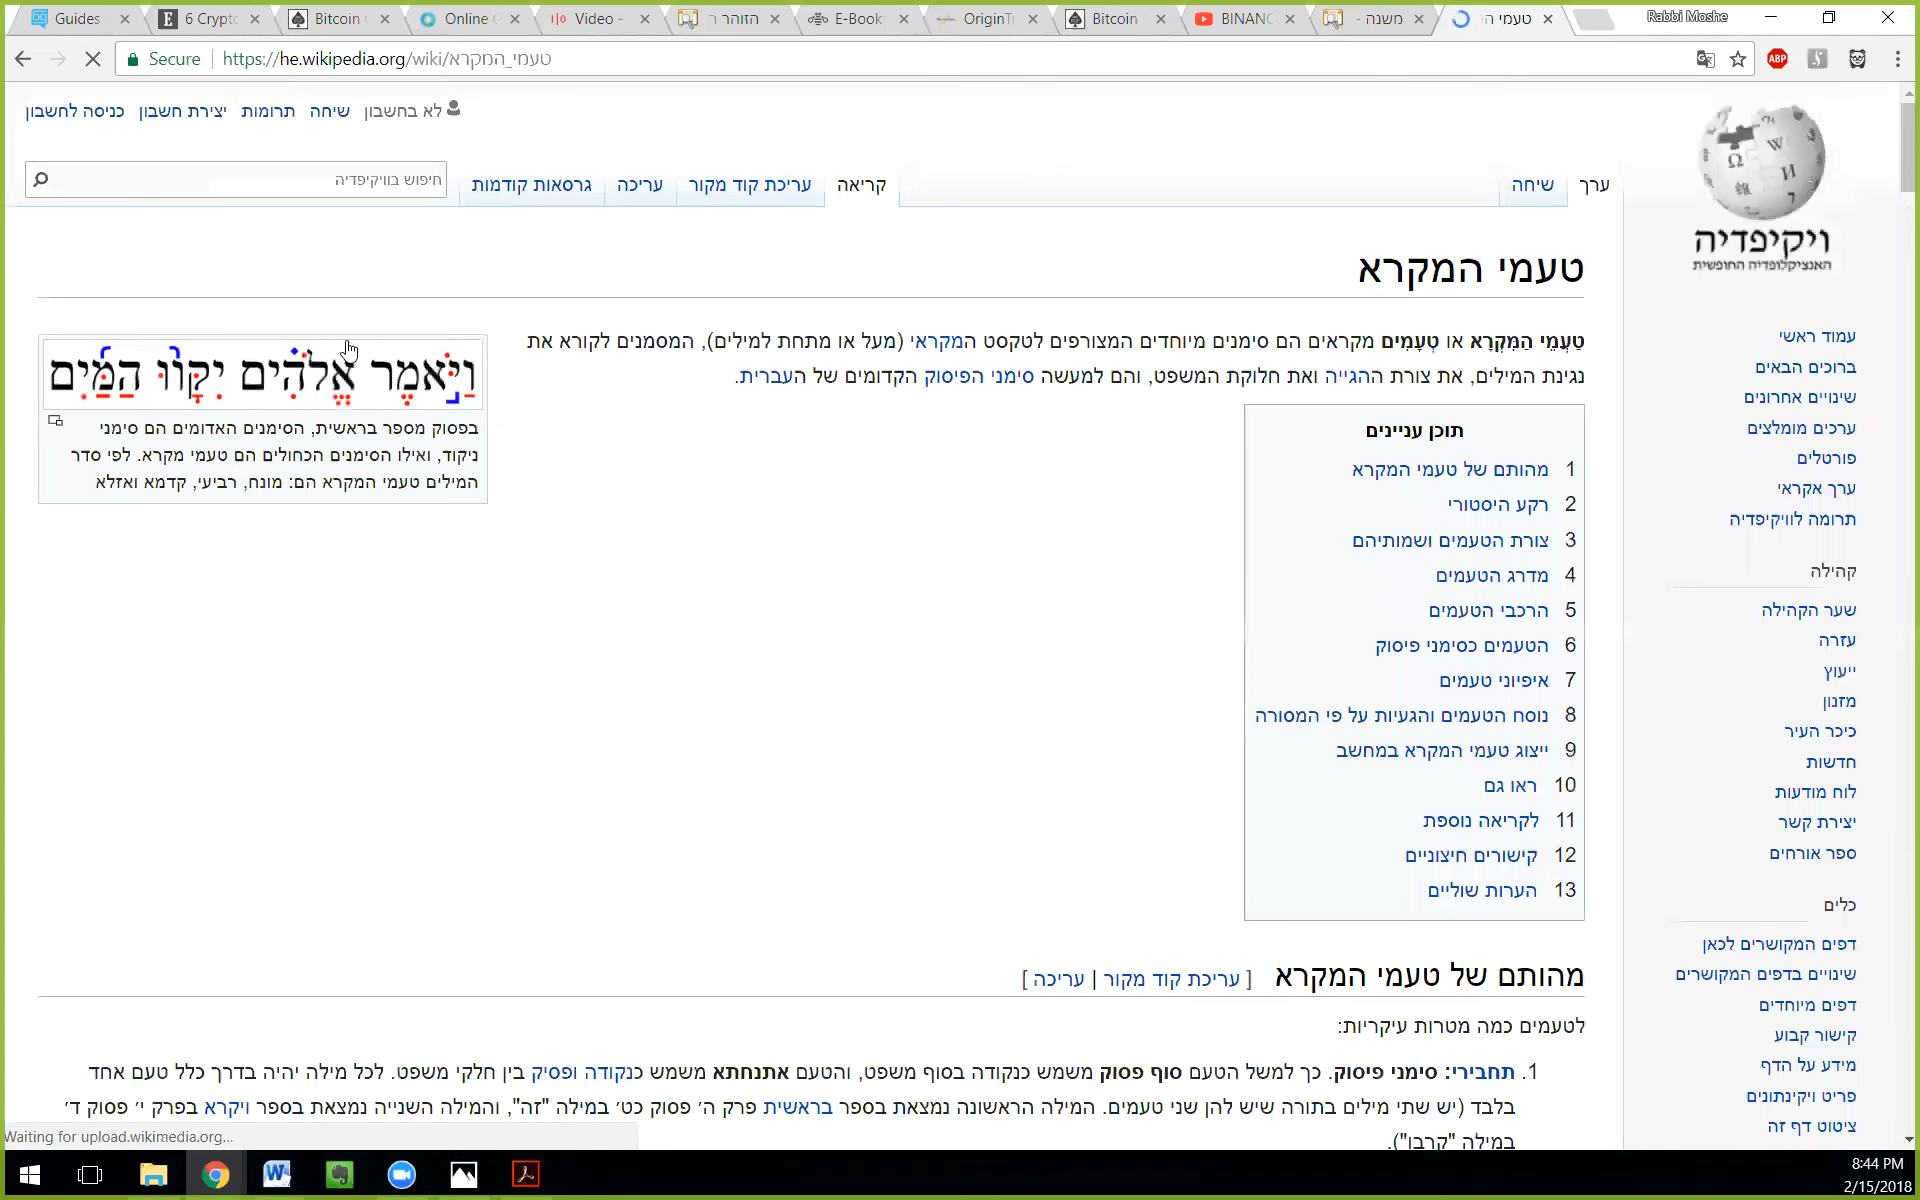 Guides
6 Crypt
Bitcoin
Online
Video -
הזוהר
E-Book
OriginT
Bitcoin
BINANC
משנה -
טעמי
Rabbi Moshe
Secure
https://he.wikipedia.org/wiki/טעמי_המקרא
ABP
לא בחשבון שיחה תרומות יצירת חשבון כניסה לחשבון
ערך שיחה
קריאה עריכת קוד מקור עריכה גרסאות קודמות
חיפוש בוויקיפדיה
ויקיפדיה
האנציקלופדיה החופשית
טעמי המקרא
טַעֲמֵי הַמִּקְרָא או טְעָמִים מקראים הם סימנים מיוחדים המצורפים לטקסט המקראי (מעל או מתחת למילים), המסמנים לקורא את
נגינת המילים, את צורת ההגייה ואת חלוקת המשפט, והם למעשה סימני הפיסוק הקדומים של העברית.
וַיֹּ֣אמֶר אֱלֹהִ֗ים יִקָּו֨וּ הַמַּ֜יִם
בפסוק מספר בראשית, הסימנים האדומים הם סימני
ניקוד, ואילו הסימנים הכחולים הם טעמי מקרא. לפי סדר
המילים טעמי המקרא הם: מונח, רביעי, קדמא ואזלא
תוכן עניינים
1 מהותם של טעמי המקרא
2 רקע היסטורי
3 צורת הטעמים ושמותיהם
4 מדרג הטעמים
5 הרכבי הטעמים
6 הטעמים כסימני פיסוק
7 איפיוני טעמים
8 נוסח הטעמים והגעיות על פי המסורה
9 ייצוג טעמי המקרא במחשב
10 ראו גם
11 לקריאה נוספת
12 קישורים חיצוניים
13 הערות שוליים
מהותם של טעמי המקרא [ עריכת קוד מקור | עריכה ]
לטעמים כמה מטרות עיקריות:
1. תחבירי: סימני פיסוק. כך למשל הטעם סוף פסוק משמש כנקודה בסוף משפט, והטעם אתנחתא משמש כנקודה ופסיק בין חלקי משפט. לכל מילה יהיה בדרך כלל טעם אחד
בלבד (יש שתי מילים בתורה שיש להן שני טעמים. המילה הראשונה נמצאת בספר בראשית פרק ה׳ פסוק כט׳ במילה "זה", והמילה השנייה נמצאת בספר ויקרא בפרק י׳ פסוק ד׳
במילה "קרבו").
עמוד ראשי
ברוכים הבאים
שינויים אחרונים
ערכים מומלצים
פורטלים
ערך אקראי
תרומה לוויקיפדיה
קהילה
שער הקהילה
עזרה
ייעוץ
מזנון
כיכר העיר
חדשות
לוח מודעות
יצירת קשר
ספר אורחים
כלים
דפים המקושרים לכאן
שינויים בדפים המקושרים
דפים מיוחדים
קישור קבוע
מידע על הדף
פריט ויקינתונים
ציטוט דף זה
Waiting for upload.wikimedia.org...
8:44 PM
2/15/2018